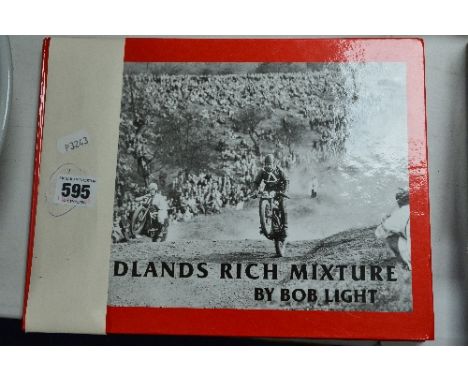 P3243
595
DLANDS RICH MIXTURE
BY BOB LIGHT